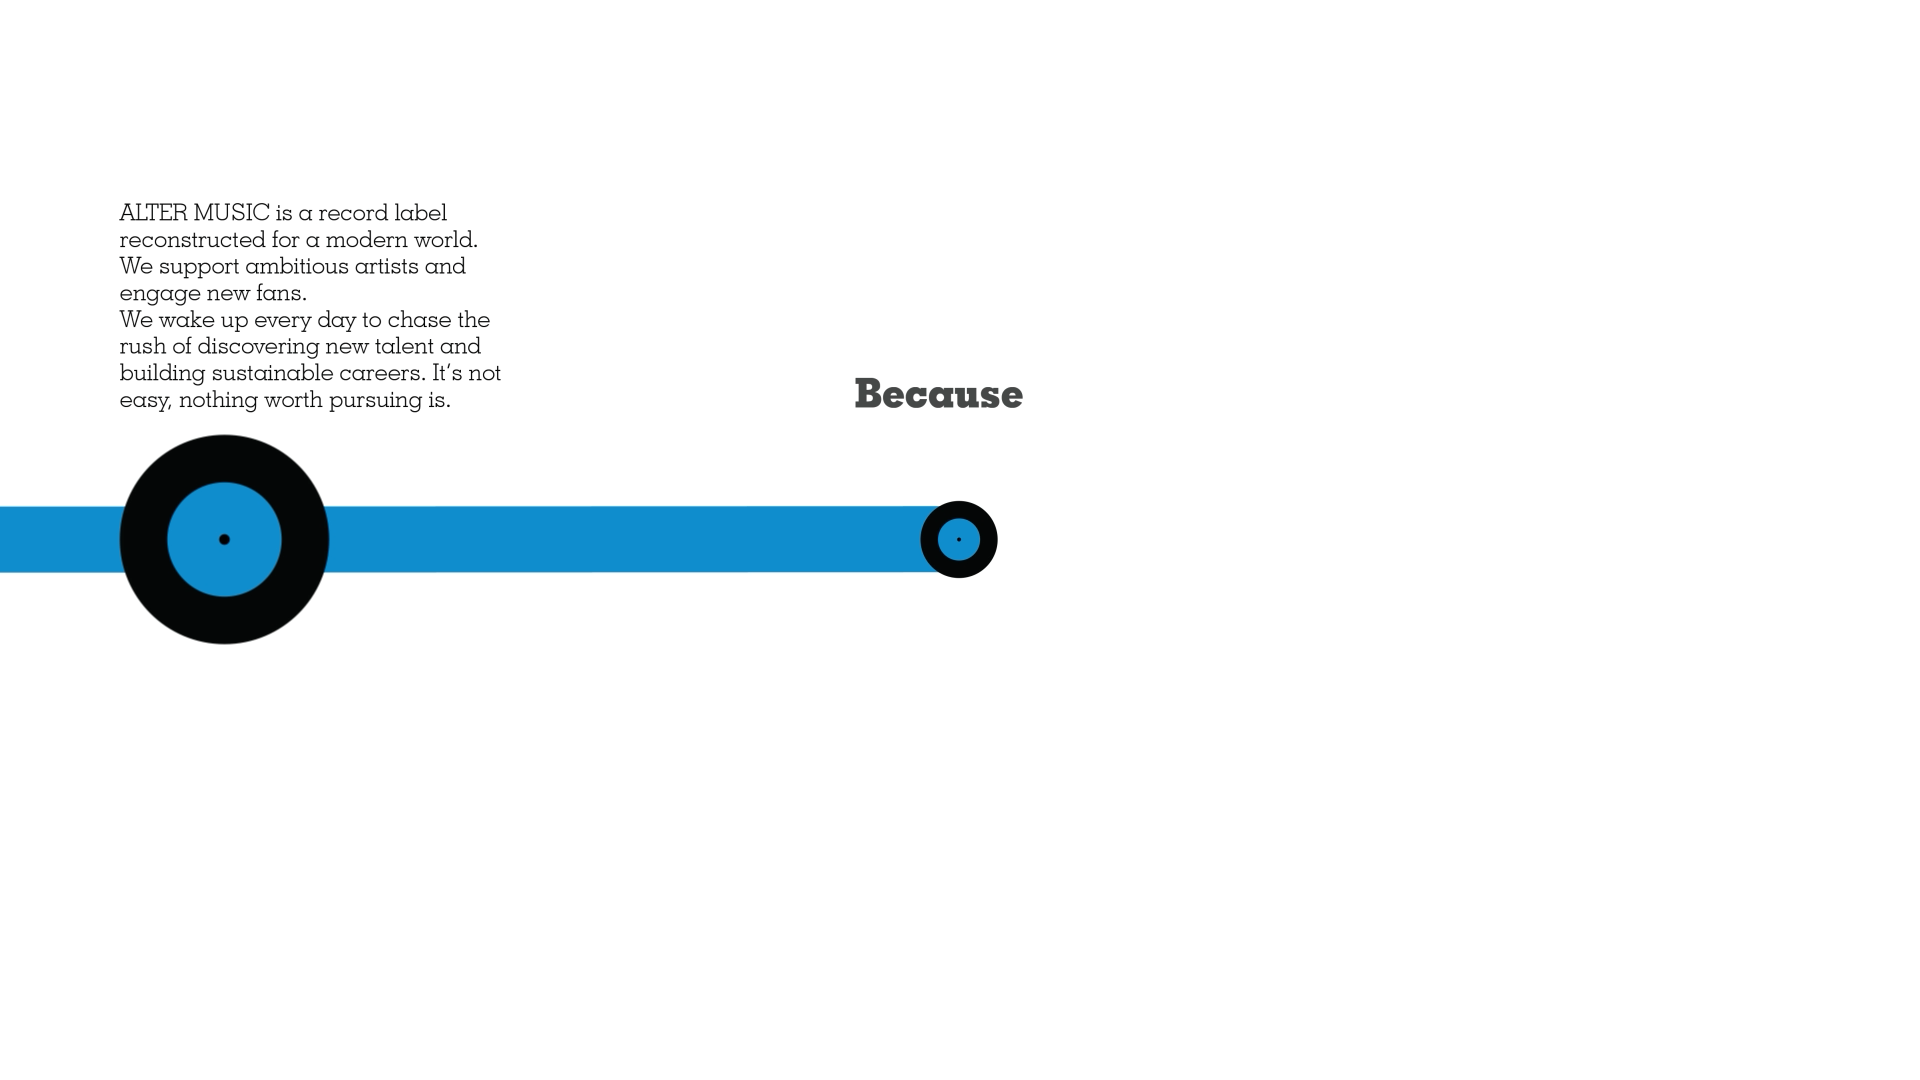 ALTER MUSIC is a record label
reconstructed for a modern world.
We support ambitious artists and
engage new fans.
We wake up every day to chase the
rush of discovering new talent and
building sustainable careers. It’s not
easy, nothing worth pursuing is.
Because